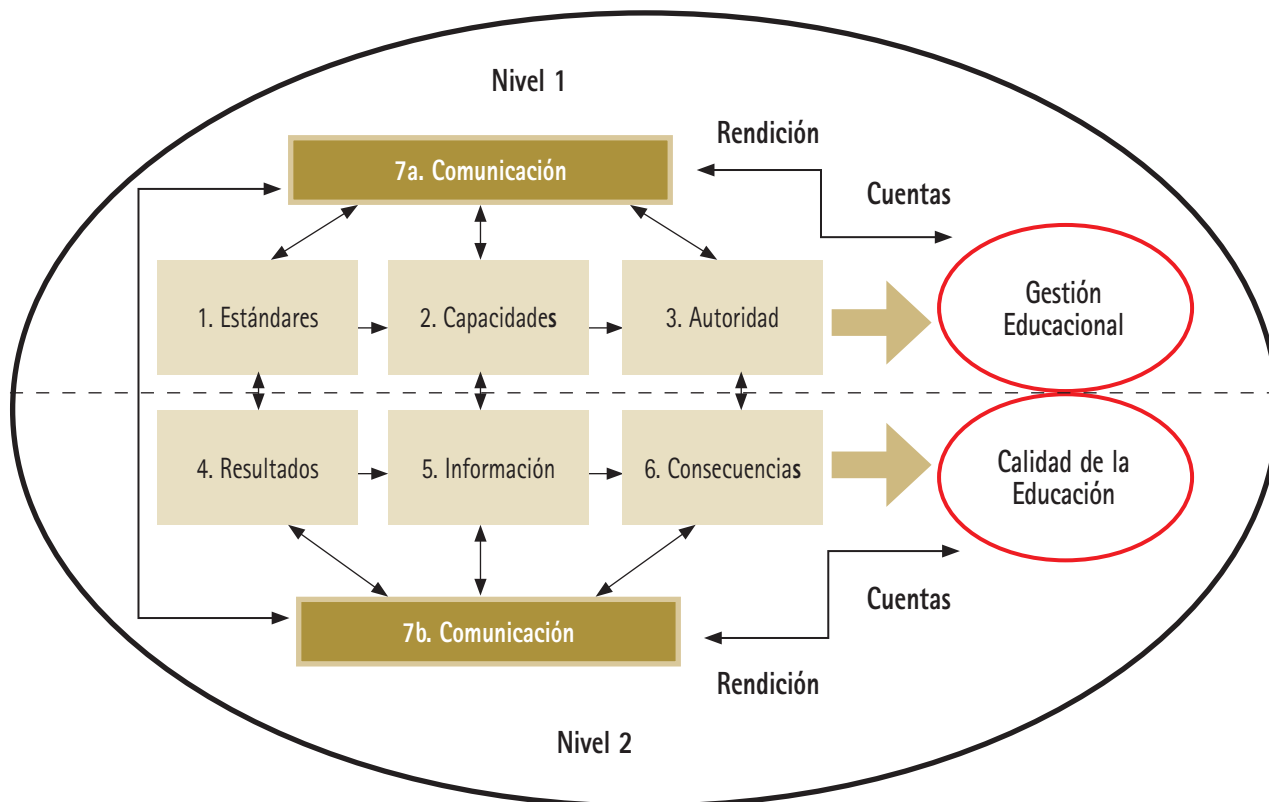 Nivel 1
Rendición
7a. Comunicación
Cuentas
1. Estándares
2. Capacidades
3. Autoridad
Gestión
Educacional
4. Resultados
5. Información
6. Consecuencias
Calidad de la
Educación
Cuentas
7b. Comunicación
Rendición
Nivel 2